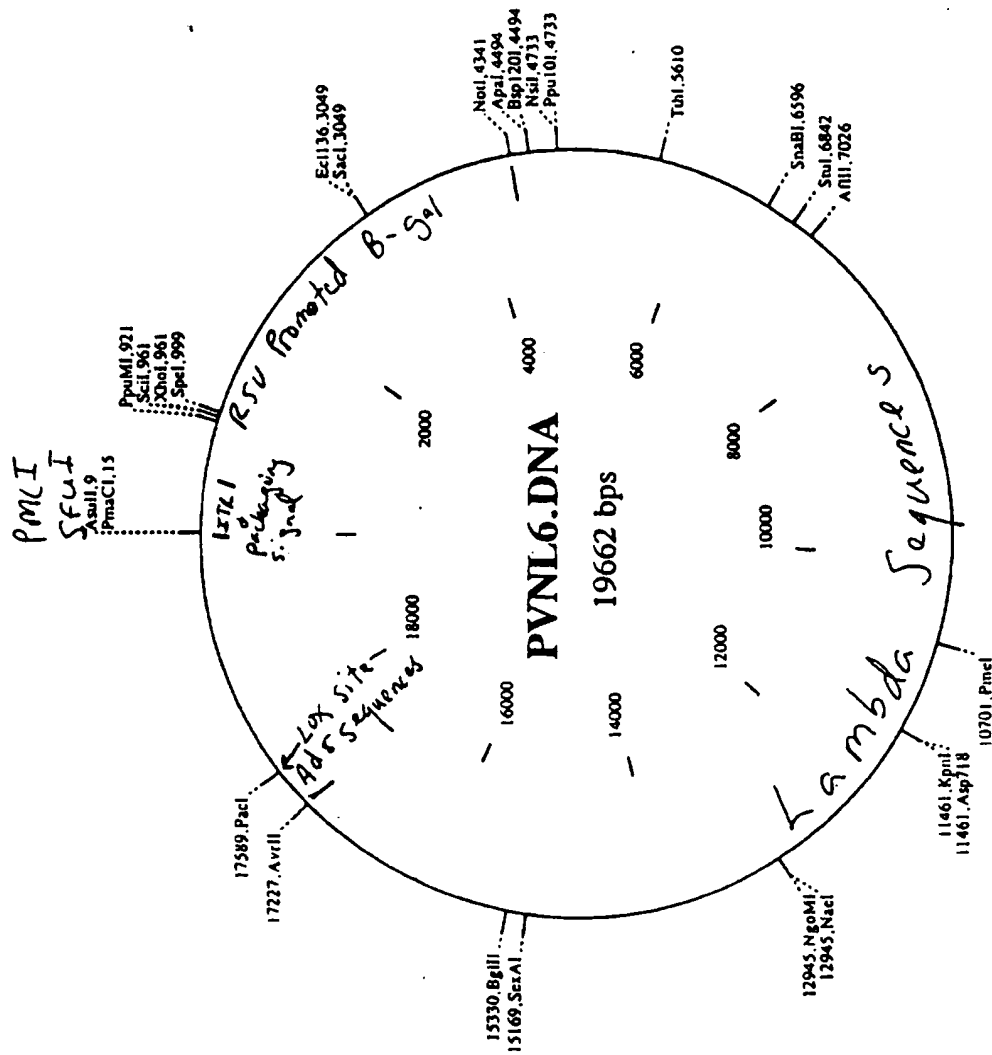 PMLI
SfuI
AsuII,9
PmaCI,15
PpuMI,921
SciI,961
XhoI,961
SpeI,999
Ecl136,3049
SacI,3049
NotI,4341
ApaI,4494
Bsp120I,4494
NsiI,4733
Ppu10I,4733
TthI,5610
SnaBI,6596
StuI,6842
AflII,7026
10701,PmeI
11461,KpnI
11461,Asp718
12945,NgoMI
12945,NaeI
15169,SexAI
15330,BglII
17227,AvrII
17589,PacI
LITR/
&
Packaging
signal
RSV Promoted B-gal
Lambda Sequences
← Lox site
Ad 5 Sequences
2000
4000
6000
8000
10000
12000
14000
16000
18000
PVNL6.DNA
19662 bps